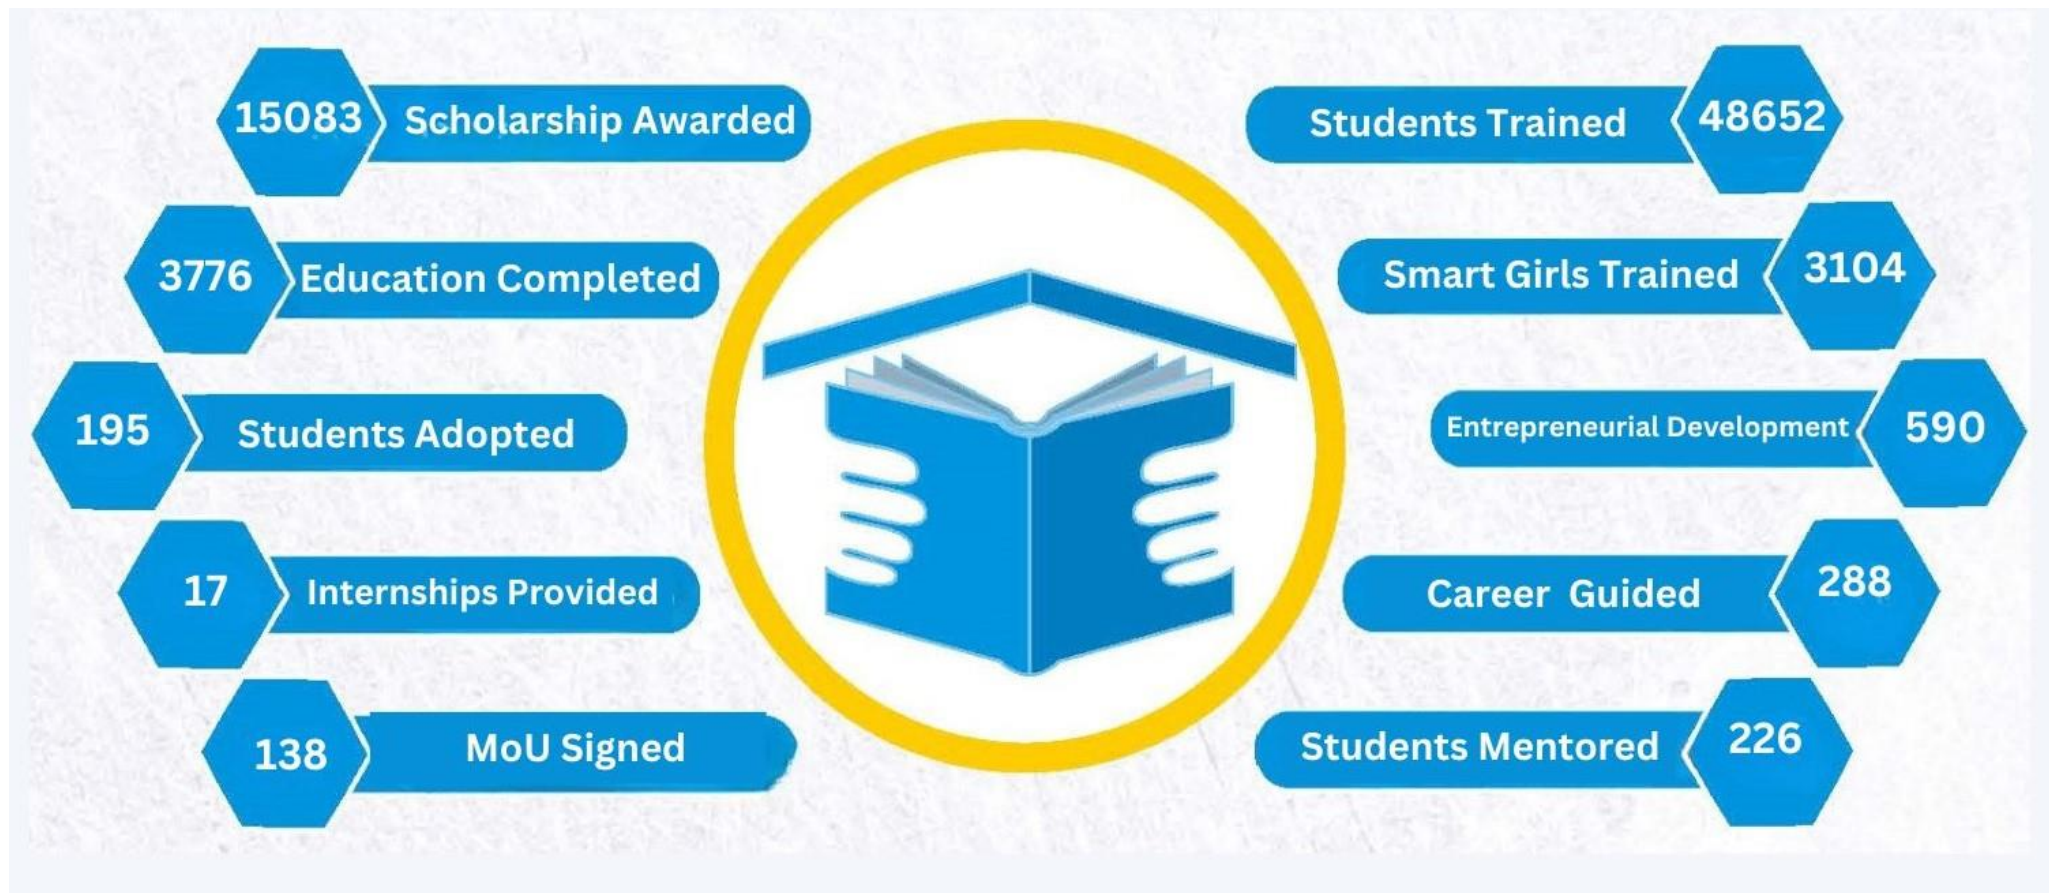 15083 Scholarship Awarded
3776 Education Completed
195 Students Adopted
17 Internships Provided
138 MoU Signed
Students Trained 48652
Smart Girls Trained 3104
Entrepreneurial Development 590
Career Guided 288
Students Mentored 226